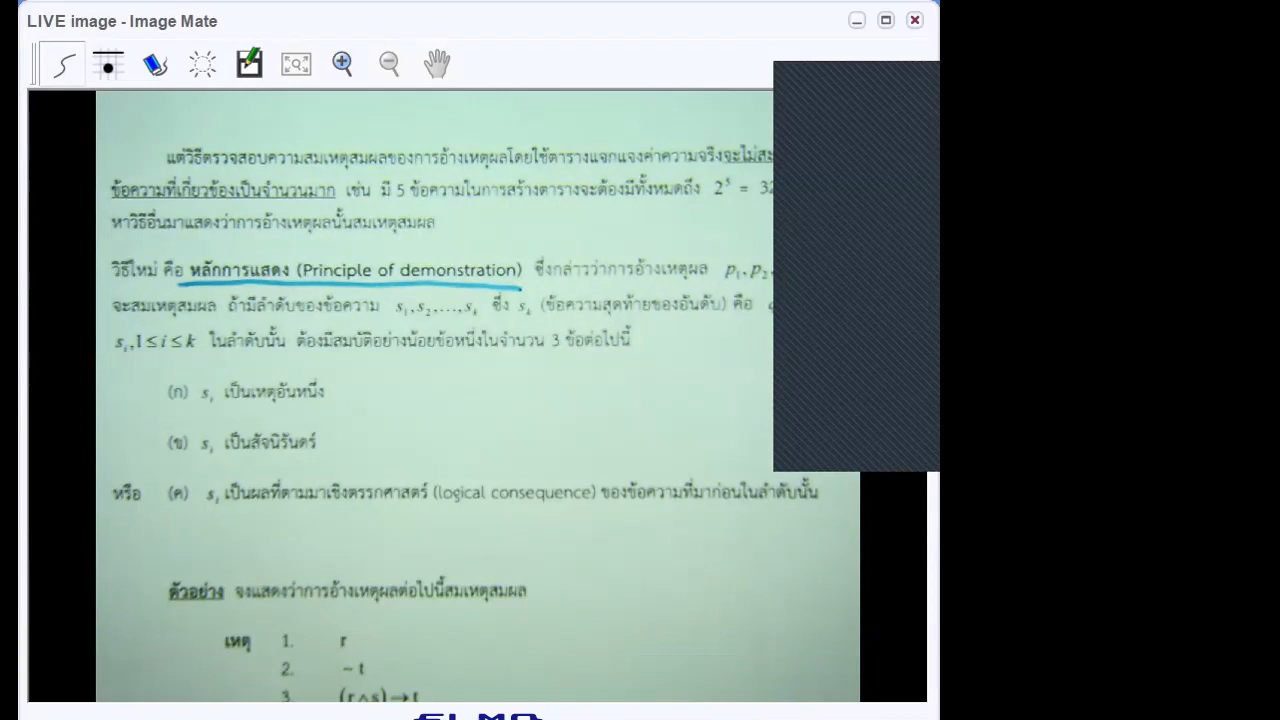 LIVE image - Image Mate
แต่วิธีตรวจสอบความสมเหตุสมผลของการอ้างเหตุผลโดยใช้ตารางแจกแจงค่าความจริงจะไม่สะ
ข้อความที่เกี่ยวข้องเป็นจำนวนมาก เช่น มี 5 ข้อความในการสร้างตารางจะต้องมีทั้งหมดถึง 2⁵ = 32
หาวิธีอื่นมาแสดงว่าการอ้างเหตุผลนั้นสมเหตุสมผล
วิธีใหม่ คือ หลักการแสดง (Principle of demonstration) ซึ่งกล่าวว่าการอ้างเหตุผล p₁, p₂,
จะสมเหตุสมผล ถ้ามีลำดับของข้อความ s₁, s₂, ..., sₖ ซึ่ง sₖ (ข้อความสุดท้ายของอันดับ) คือ
sᵢ, 1 ≤ i ≤ k ในลำดับนั้น ต้องมีสมบัติอย่างน้อยข้อหนึ่งในจำนวน 3 ข้อต่อไปนี้
(ก) sᵢ เป็นเหตุอันหนึ่ง
(ข) sᵢ เป็นสัจนิรันดร์
หรือ (ค) sᵢ เป็นผลที่ตามมาเชิงตรรกศาสตร์ (logical consequence) ของข้อความที่มาก่อนในลำดับนั้น
ตัวอย่าง จงแสดงว่าการอ้างเหตุผลต่อไปนี้สมเหตุสมผล
เหตุ 1. r
2. ~ t
3. (r ∧ s) → t
ELMO